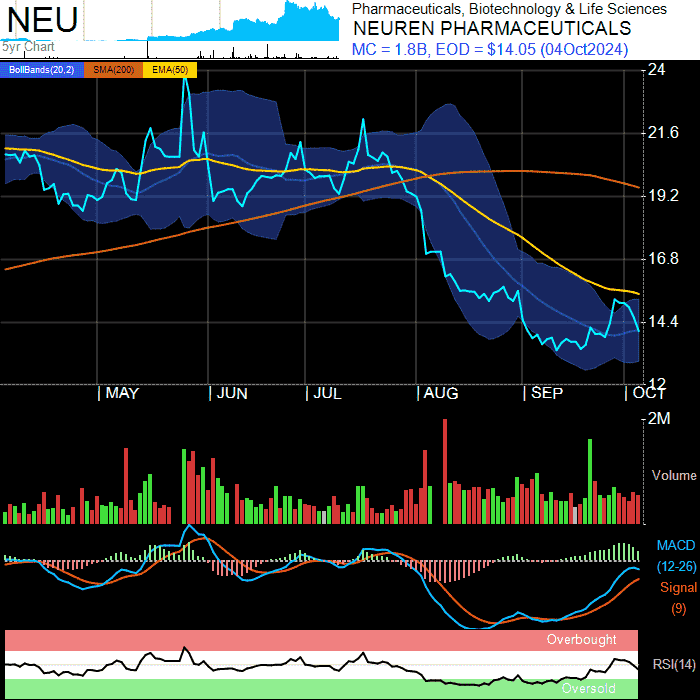 NEU
5yr Chart
Pharmaceuticals, Biotechnology & Life Sciences
NEUREN PHARMACEUTICALS
MC = 1.8B, EOD = $14.05 (04Oct2024)
BollBands(20,2) SMA(200) EMA(50)
24
21.6
19.2
16.8
14.4
12
MAY JUN JUL AUG SEP OCT
2M
Volume
MACD
(12-26)
Signal
(9)
Overbought
RSI(14)
Oversold